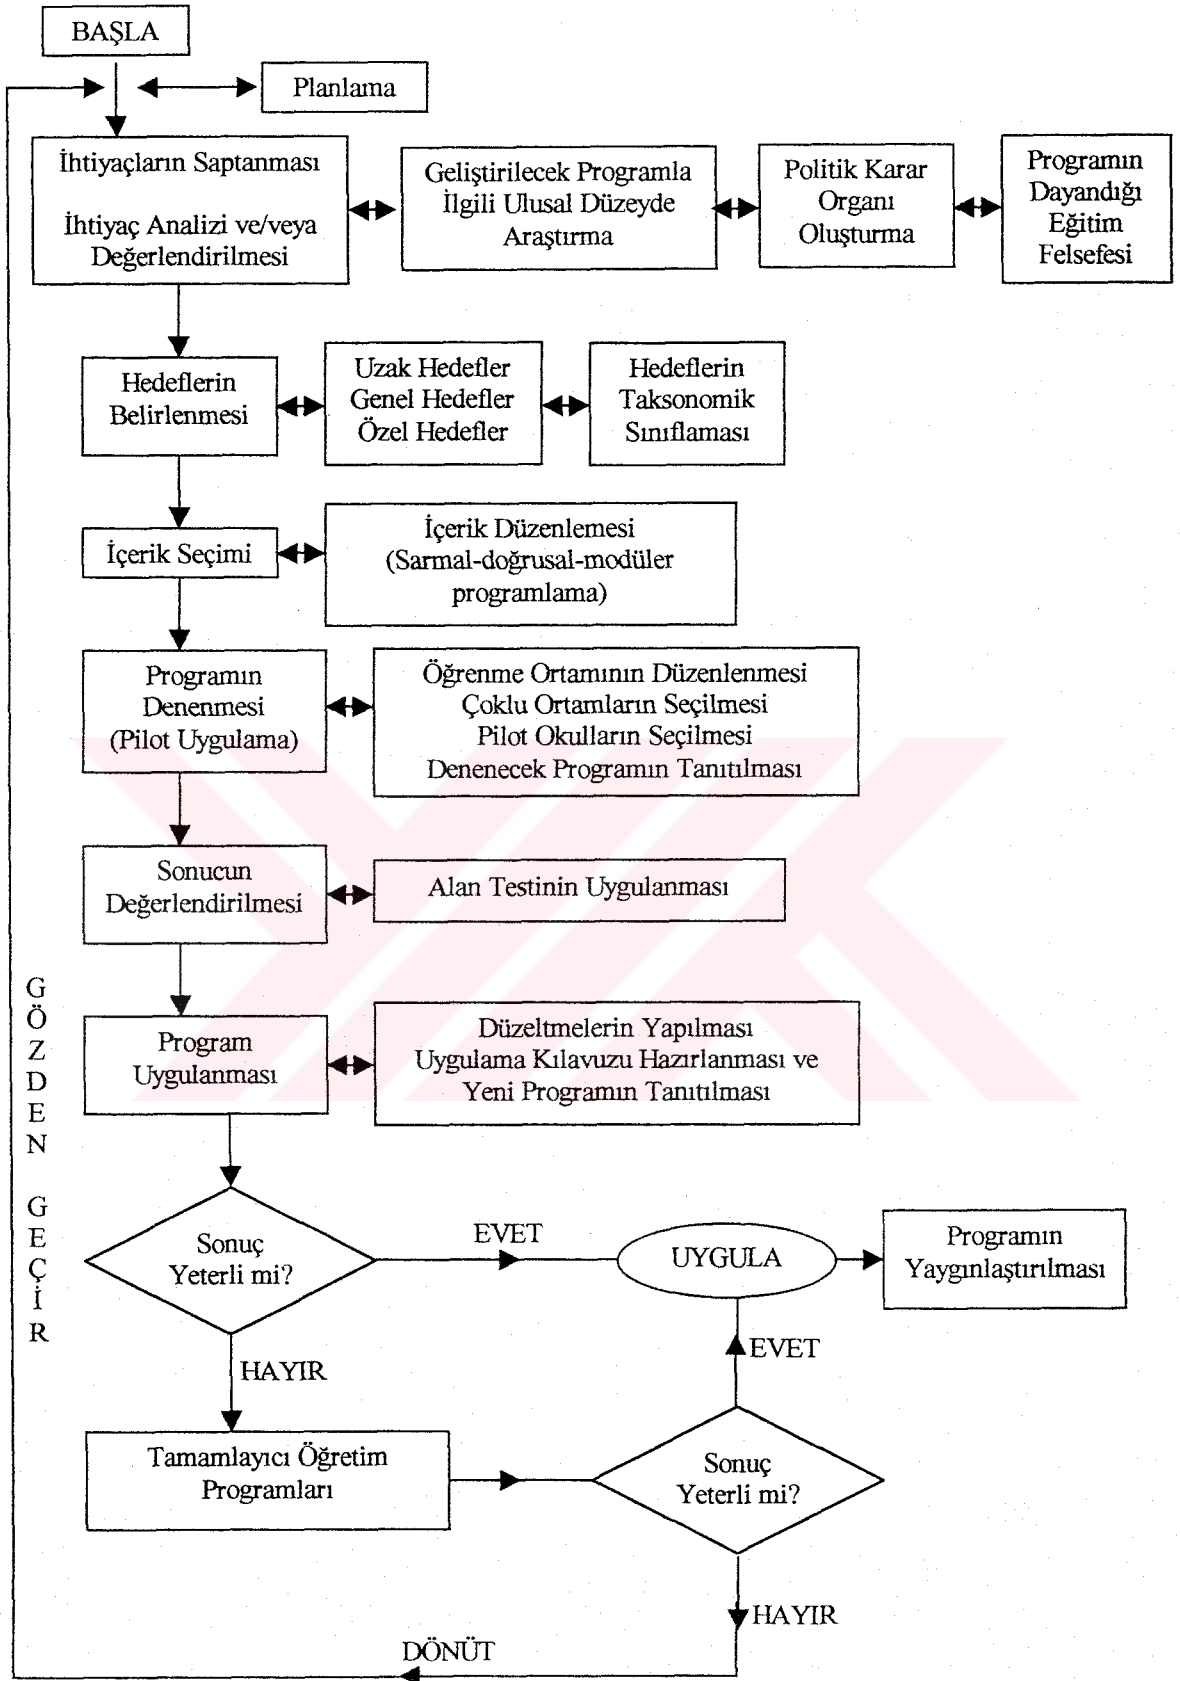 BAŞLA
Planlama
İhtiyaçların Saptanması
İhtiyaç Analizi ve/veya
Değerlendirilmesi
Geliştirilecek Programla
İlgili Ulusal Düzeyde
Araştırma
Politik Karar
Organı
Oluşturma
Programın
Dayandığı
Eğitim
Felsefesi
Hedeflerin
Belirlenmesi
Uzak Hedefler
Genel Hedefler
Özel Hedefler
Hedeflerin
Taksonomik
Sınıflaması
İçerik Seçimi
İçerik Düzenlemesi
(Sarmal-doğrusal-modüler
programlama)
Programın
Denenmesi
(Pilot Uygulama)
Öğrenme Ortamının Düzenlenmesi
Çoklu Ortamların Seçilmesi
Pilot Okulların Seçilmesi
Denenecek Programın Tanıtılması
Sonucun
Değerlendirilmesi
Alan Testinin Uygulanması
Program
Uygulanması
Düzeltmelerin Yapılması
Uygulama Kılavuzu Hazırlanması ve
Yeni Programın Tanıtılması
GÖZDEN
GEÇİR
Sonuç
Yeterli mi?
EVET
UYGULA
Programın
Yaygınlaştırılması
HAYIR
EVET
Tamamlayıcı Öğretim
Programları
Sonuç
Yeterli mi?
HAYIR
DÖNÜT